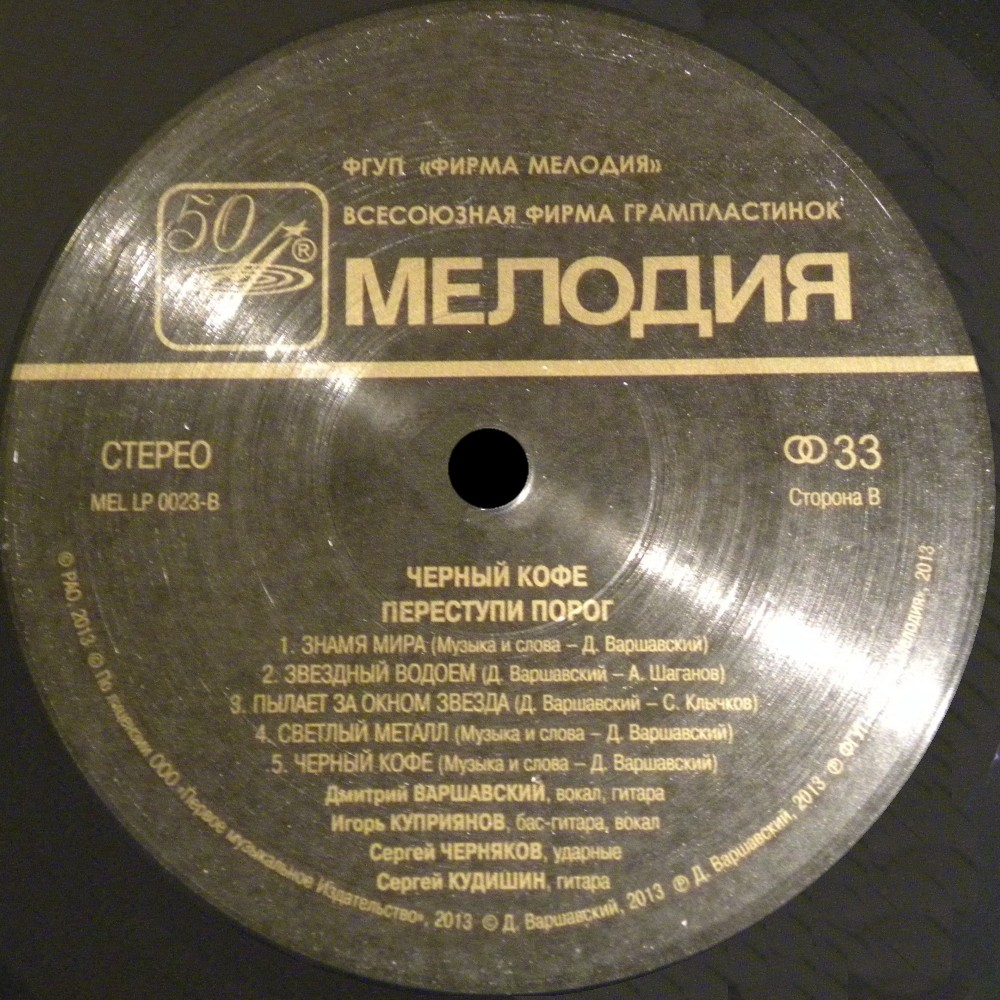 ФГУП «ФИРМА МЕЛОДИЯ»
ВСЕСОЮЗНАЯ ФИРМА ГРАМПЛАСТИНОК
50
®
МЕЛОДИЯ
СТЕРЕО
33
MEL LP 0023-B
Сторона В
ЧЕРНЫЙ КОФЕ
ПЕРЕСТУПИ ПОРОГ
1. ЗНАМЯ МИРА (Музыка и слова – Д. Варшавский)
2. ЗВЕЗДНЫЙ ВОДОЕМ (Д. Варшавский – А. Шаганов)
3. ПЫЛАЕТ ЗА ОКНОМ ЗВЕЗДА (Д. Варшавский – С. Клычков)
4. СВЕТЛЫЙ МЕТАЛЛ (Музыка и слова – Д. Варшавский)
5. ЧЕРНЫЙ КОФЕ (Музыка и слова – Д. Варшавский)
Дмитрий ВАРШАВСКИЙ, вокал, гитара
Игорь КУПРИЯНОВ, бас-гитара, вокал
Сергей ЧЕРНЯКОВ, ударные
Сергей КУДИШИН, гитара
© РАО, 2013 © По лицензии ООО «Первое музыкальное Издательство», 2013 © Д. Варшавский, 2013 ℗ Д. Варшавский, 2013 ℗ ФГУП Мелодия», 2013